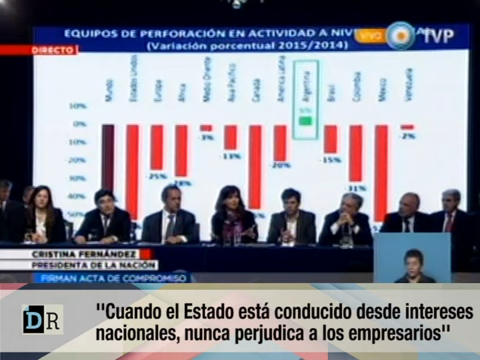 EQUIPOS DE PERFORACIÓN EN ACTIVIDAD A NIVEL
(Variación porcentual 2015/2014)
DIRECTO
vivo
TVP
Mundo
Estados Unidos
Europa
Africa
Medio Oriente
Asia Pacífico
Canada
América Latina
Argentina
Brasil
Colombia
Mexico
Venezuela
10%
0%
10%
20%
30%
40%
50%
-25%
-28%
-3%
-13%
-20%
-15%
-31%
-2%
CRISTINA FERNÁNDEZ
PRESIDENTA DE LA NACIÓN
FIRMAN ACTA DE COMPROMISO
DR
"Cuando el Estado está conducido desde intereses
nacionales, nunca perjudica a los empresarios"